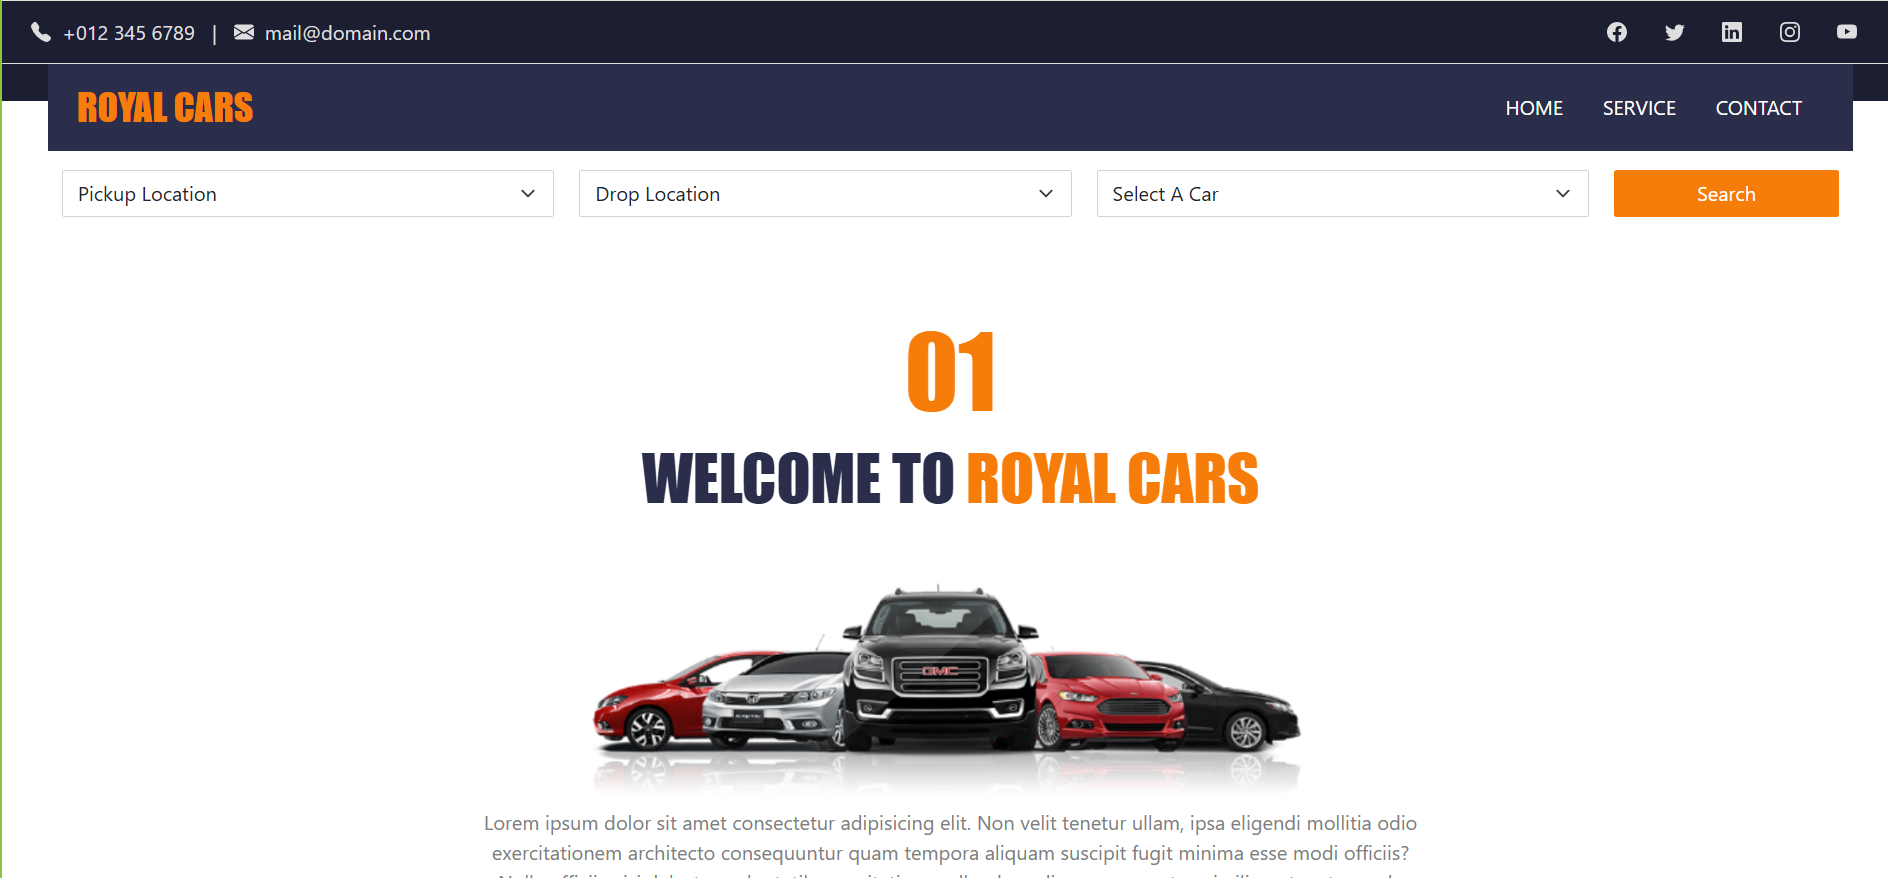 +012 345 6789 | mail@domain.com
ROYAL CARS
HOME SERVICE CONTACT
Pickup Location
Drop Location
Select A Car
Search
01
WELCOME TO ROYAL CARS
GMC
Lorem ipsum dolor sit amet consectetur adipisicing elit. Non velit tenetur ullam, ipsa eligendi mollitia odio
exercitationem architecto consequuntur quam tempora aliquam suscipit fugit minima esse modi officiis?